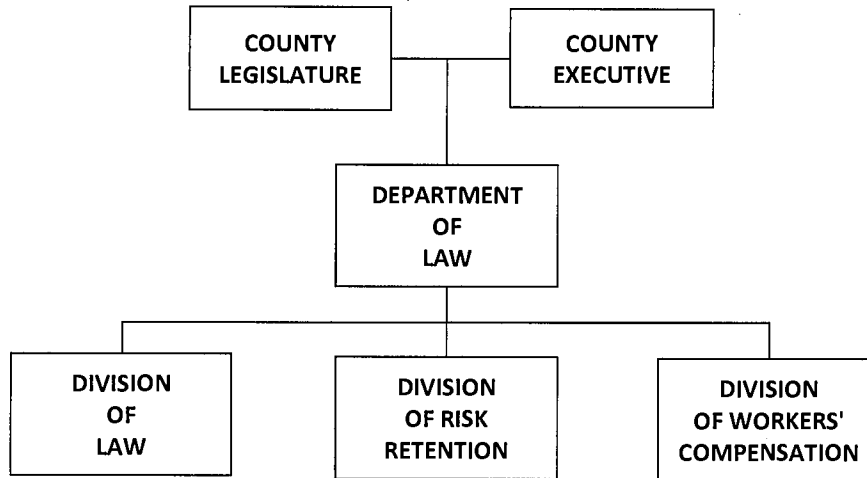 COUNTY
LEGISLATURE
COUNTY
EXECUTIVE
DEPARTMENT
OF
LAW
DIVISION
OF
LAW
DIVISION
OF RISK
RETENTION
DIVISION
OF WORKERS'
COMPENSATION